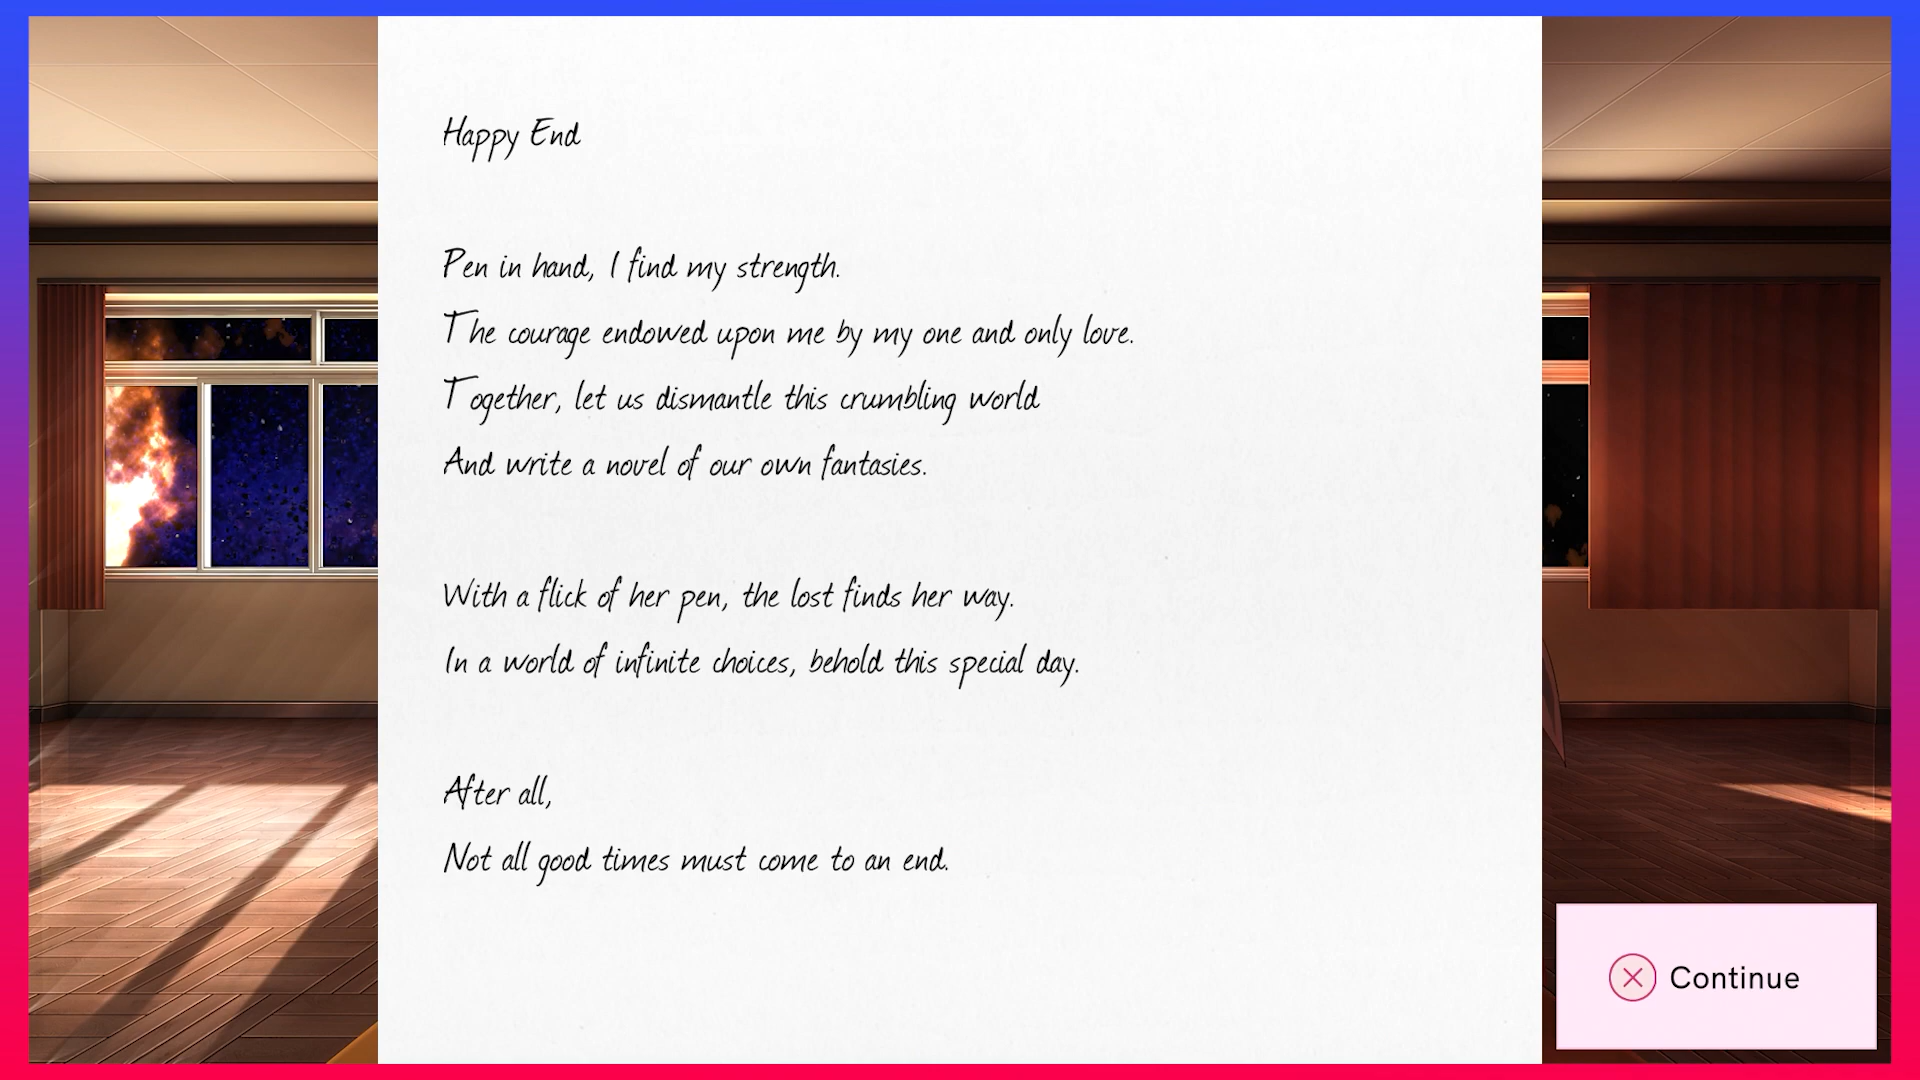 Happy End
Pen in hand, I find my strength.
The courage endowed upon me by my one and only love.
Together, let us dismantle this crumbling world
And write a novel of our own fantasies.
With a flick of her pen, the lost finds her way.
In a world of infinite choices, behold this special day.
After all,
Not all good times must come to an end.
Continue